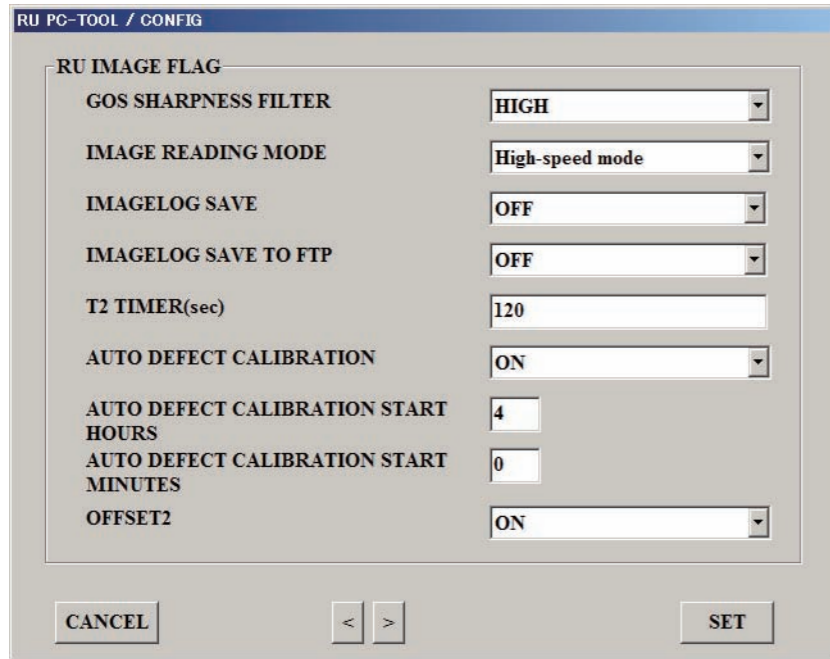 RU PC-TOOL / CONFIG
RU IMAGE FLAG
GOS SHARPNESS FILTER HIGH
IMAGE READING MODE High-speed mode
IMAGELOG SAVE OFF
IMAGELOG SAVE TO FTP OFF
T2 TIMER(sec) 120
AUTO DEFECT CALIBRATION ON
AUTO DEFECT CALIBRATION START 4
HOURS
AUTO DEFECT CALIBRATION START 0
MINUTES
OFFSET2 ON
CANCEL < > SET